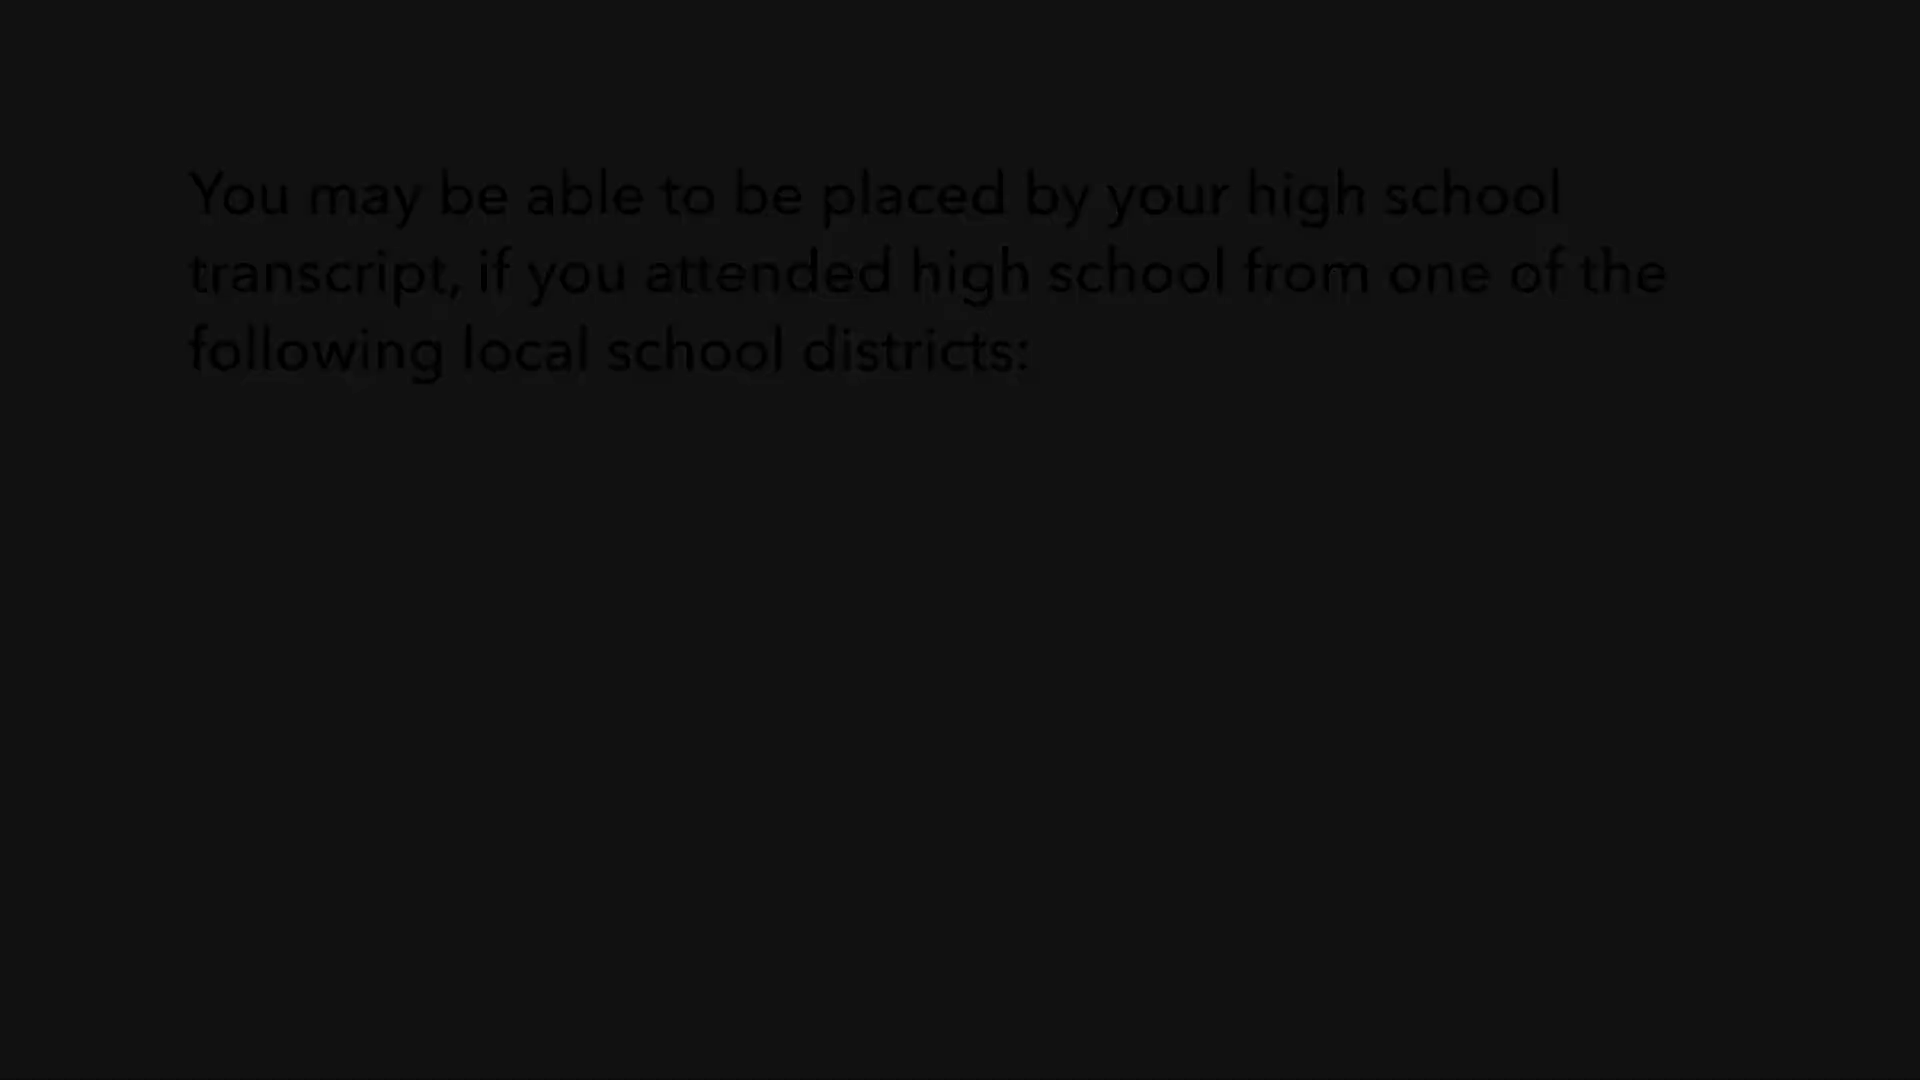 You may be able to be placed by your high school
transcript, if you attended high school from one of the
following local school districts: